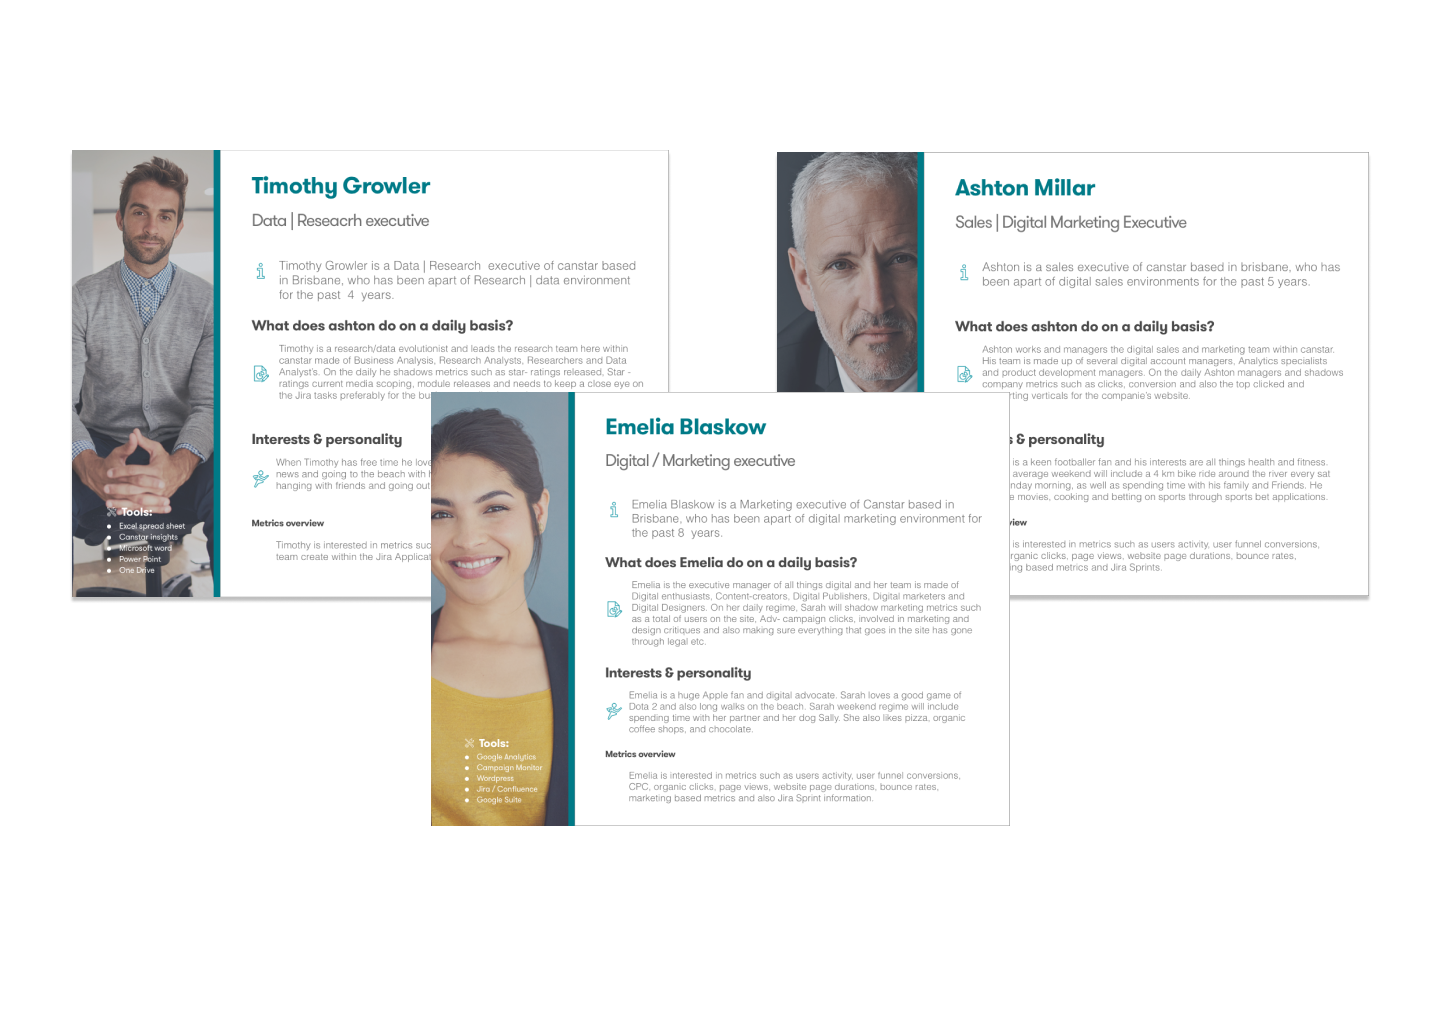 Timothy Growler
Data | Reseacrh executive
Timothy Growler is a Data | Research executive of canstar based
in Brisbane, who has been apart of Research | data environment
for the past 4 years.
What does ashton do on a daily basis?
Timothy is a research/data evolutionist and leads the research team here within
canstar made of Business Analysis, Research Analysts, Researchers and Data
Analyst's. On the daily he shadows metrics such as star- ratings released, Star -
ratings current media scoping, module releases and needs to keep a close eye on
the Jira tasks preferably for the bu
Interests & personality
When Timothy has free time he love
news and going to the beach with h
hanging with friends and going out
Metrics overview
Timothy is interested in metrics suc
team create within the Jira Applicat
Tools:
Excel spread sheet
Canstar insights
Microsoft word
Power Point
One Drive
Ashton Millar
Sales | Digital Marketing Executive
Ashton is a sales executive of canstar based in brisbane, who has
been apart of digital sales environments for the past 5 years.
What does ashton do on a daily basis?
Ashton works and managers the digital sales and marketing team within canstar.
His team is made up of several digital account managers, Analytics specialists
and product development managers. On the daily Ashton managers and shadows
company metrics such as clicks, conversion and also the top clicked and
rting verticals for the companie's website.
s & personality
is a keen footballer fan and his interests are all things health and fitness.
average weekend will include a 4 km bike ride around the river every sat
nday morning, as well as spending time with his family and Friends. He
e movies, cooking and betting on sports through sports bet applications.
view
is interested in metrics such as users activity, user funnel conversions,
rganic clicks, page views, website page durations, bounce rates,
ing based metrics and Jira Sprints.
Emelia Blaskow
Digital / Marketing executive
Emelia Blaskow is a Marketing executive of Canstar based in
Brisbane, who has been apart of digital marketing environment for
the past 8 years.
What does Emelia do on a daily basis?
Emelia is the executive manager of all things digital and her team is made of
Digital enthusiasts, Content-creators, Digital Publishers, Digital marketers and
Digital Designers. On her daily regime, Sarah will shadow marketing metrics such
as a total of users on the site, Adv- campaign clicks, involved in marketing and
design critiques and also making sure everything that goes in the site has gone
through legal etc.
Interests & personality
Emelia is a huge Apple fan and digital advocate. Sarah loves a good game of
Dota 2 and also long walks on the beach. Sarah weekend regime will include
spending time with her partner and her dog Sally. She also likes pizza, organic
coffee shops, and chocolate.
Metrics overview
Emelia is interested in metrics such as users activity, user funnel conversions,
CPC, organic clicks, page views, website page durations, bounce rates,
marketing based metrics and also Jira Sprint information.
Tools:
Google Analytics
Campaign Monitor
Wordpress
Jira / Confluence
Google Suite